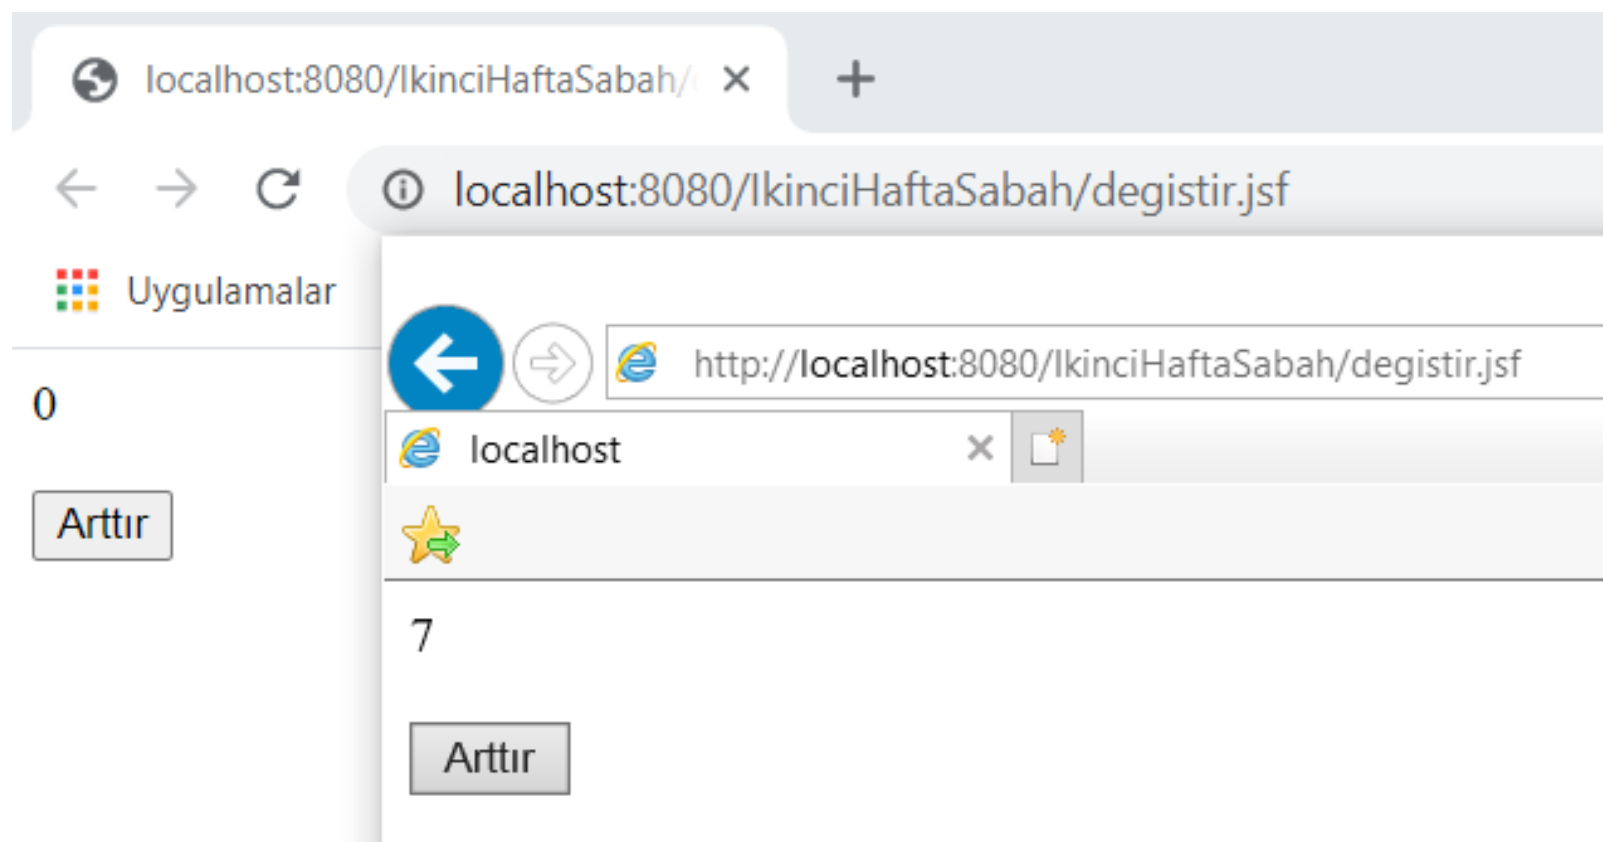 localhost:8080/IkinciHaftaSabah/
localhost:8080/IkinciHaftaSabah/degistir.jsf
Uygulamalar
0
Arttır
http://localhost:8080/IkinciHaftaSabah/degistir.jsf
localhost
7
Arttır